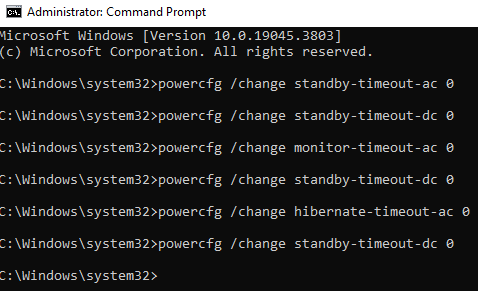 Administrator: Command Prompt
Microsoft Windows [Version 10.0.19045.3803]
(c) Microsoft Corporation. All rights reserved.
C:\Windows\system32>powercfg /change standby-timeout-ac 0
C:\Windows\system32>powercfg /change standby-timeout-dc 0
C:\Windows\system32>powercfg /change monitor-timeout-ac 0
C:\Windows\system32>powercfg /change standby-timeout-dc 0
C:\Windows\system32>powercfg /change hibernate-timeout-ac 0
C:\Windows\system32>powercfg /change standby-timeout-dc 0
C:\Windows\system32>